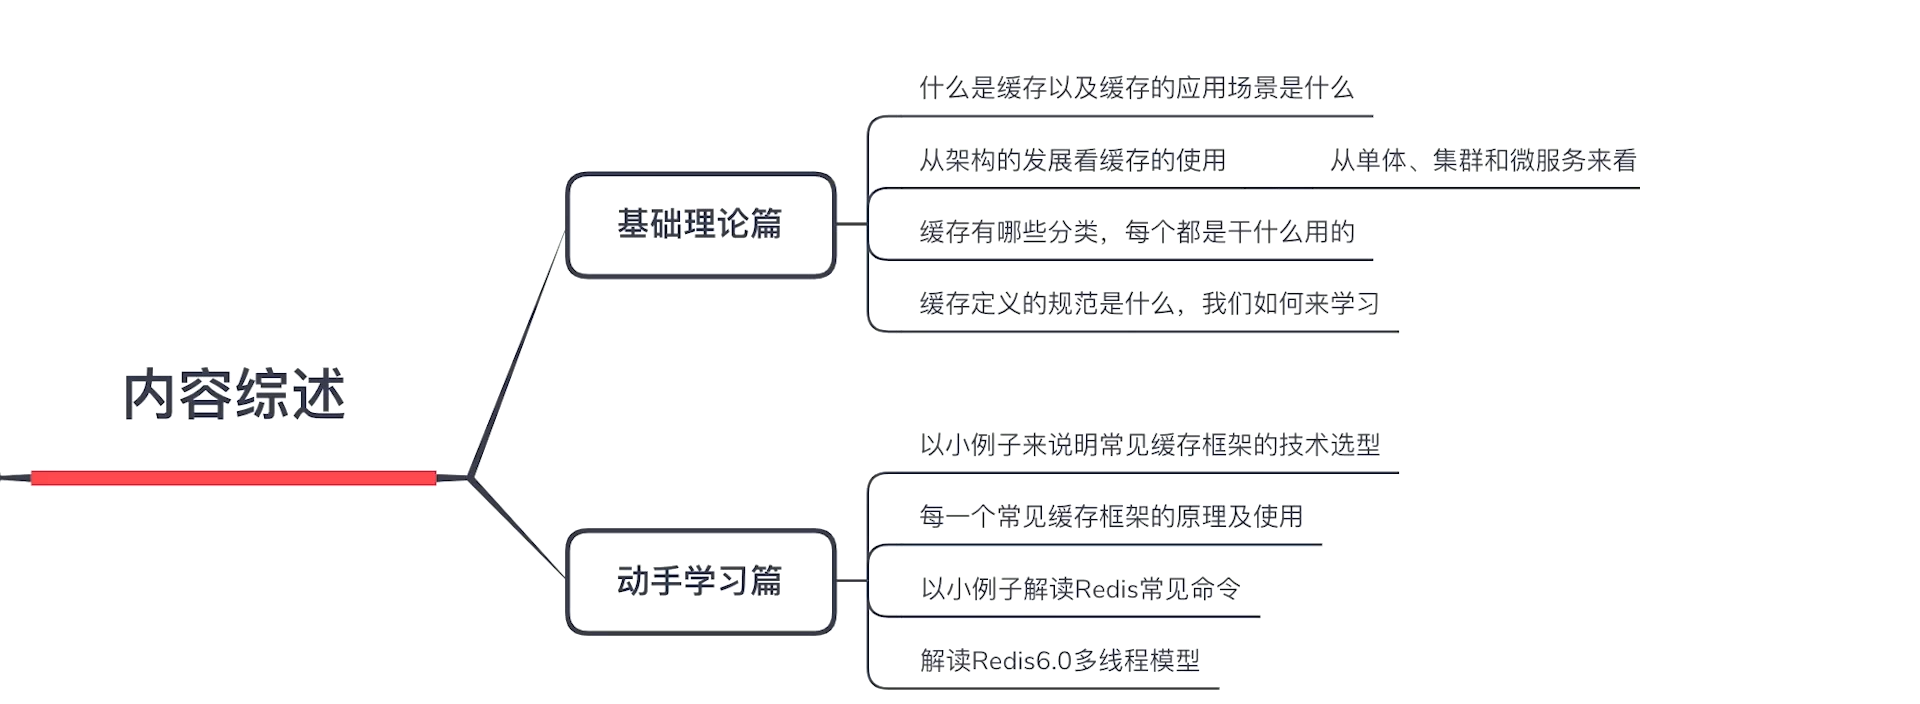 内容综述
基础理论篇
什么是缓存以及缓存的应用场景是什么
从架构的发展看缓存的使用
从单体、集群和微服务来看
缓存有哪些分类，每个都是干什么用的
缓存定义的规范是什么，我们如何来学习
动手学习篇
以小例子来说明常见缓存框架的技术选型
每一个常见缓存框架的原理及使用
以小例子解读Redis常见命令
解读Redis6.0多线程模型